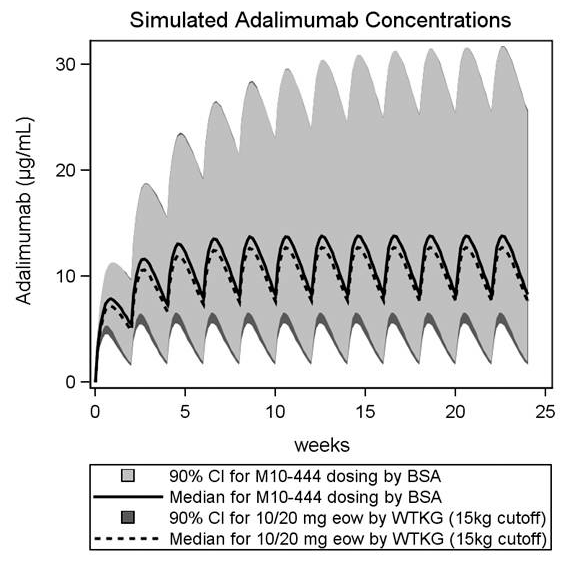 Simulated Adalimumab Concentrations
Adalimumab (μg/mL)
30
20
10
0
0 5 10 15 20 25
weeks
90% CI for M10-444 dosing by BSA
Median for M10-444 dosing by BSA
90% CI for 10/20 mg eow by WTKG (15kg cutoff)
Median for 10/20 mg eow by WTKG (15kg cutoff)